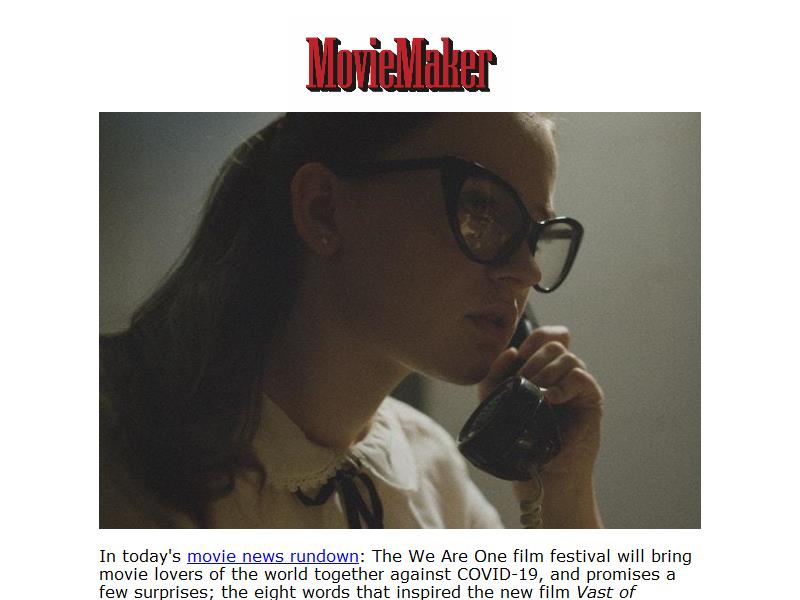 MovieMaker
In today's movie news rundown: The We Are One film festival will bring
movie lovers of the world together against COVID-19, and promises a
few surprises; the eight words that inspired the new film Vast of